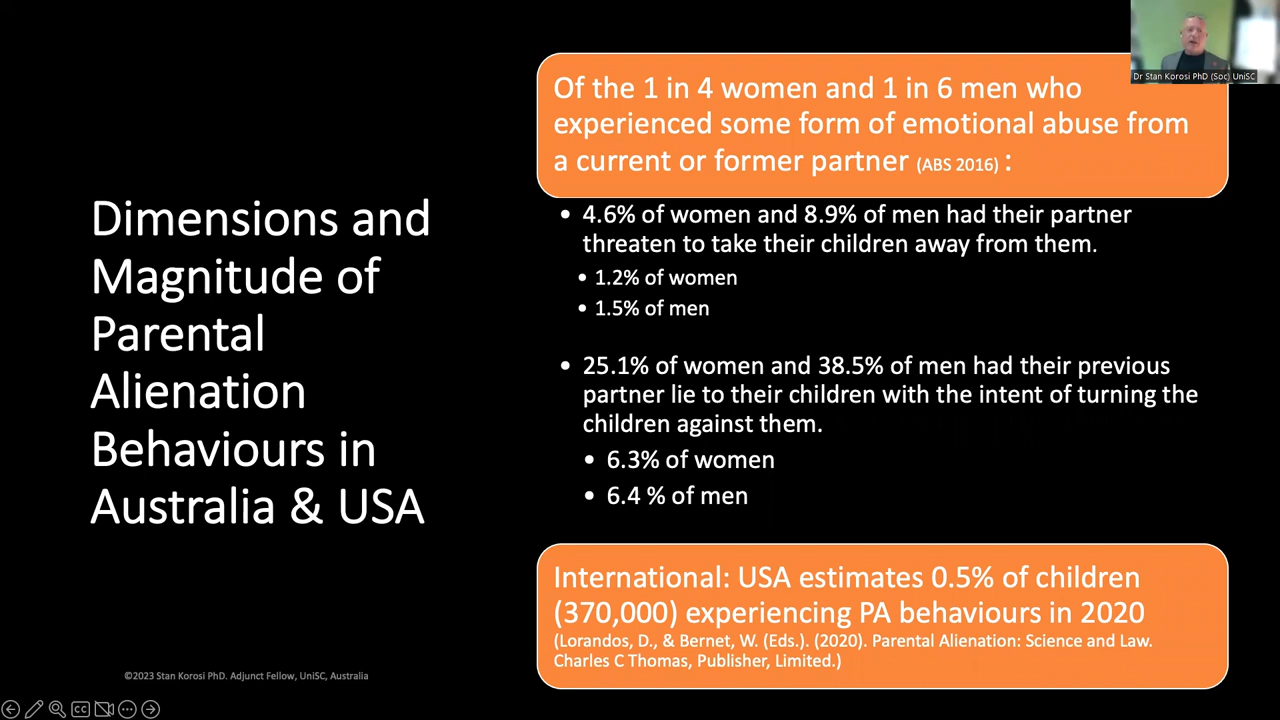 Dr Stan Korosi PhD (Soc) UniSC
Dimensions and
Magnitude of
Parental
Alienation
Behaviours in
Australia & USA
Of the 1 in 4 women and 1 in 6 men who
experienced some form of emotional abuse from
a current or former partner (ABS 2016) :
• 4.6% of women and 8.9% of men had their partner
threaten to take their children away from them.
• 1.2% of women
• 1.5% of men
• 25.1% of women and 38.5% of men had their previous
partner lie to their children with the intent of turning the
children against them.
• 6.3% of women
• 6.4 % of men
International: USA estimates 0.5% of children
(370,000) experiencing PA behaviours in 2020
(Lorandos, D., & Bernet, W. (Eds.). (2020). Parental Alienation: Science and Law.
Charles C Thomas, Publisher, Limited.)
©2023 Stan Korosi PhD. Adjunct Fellow, UniSC, Australia
CC